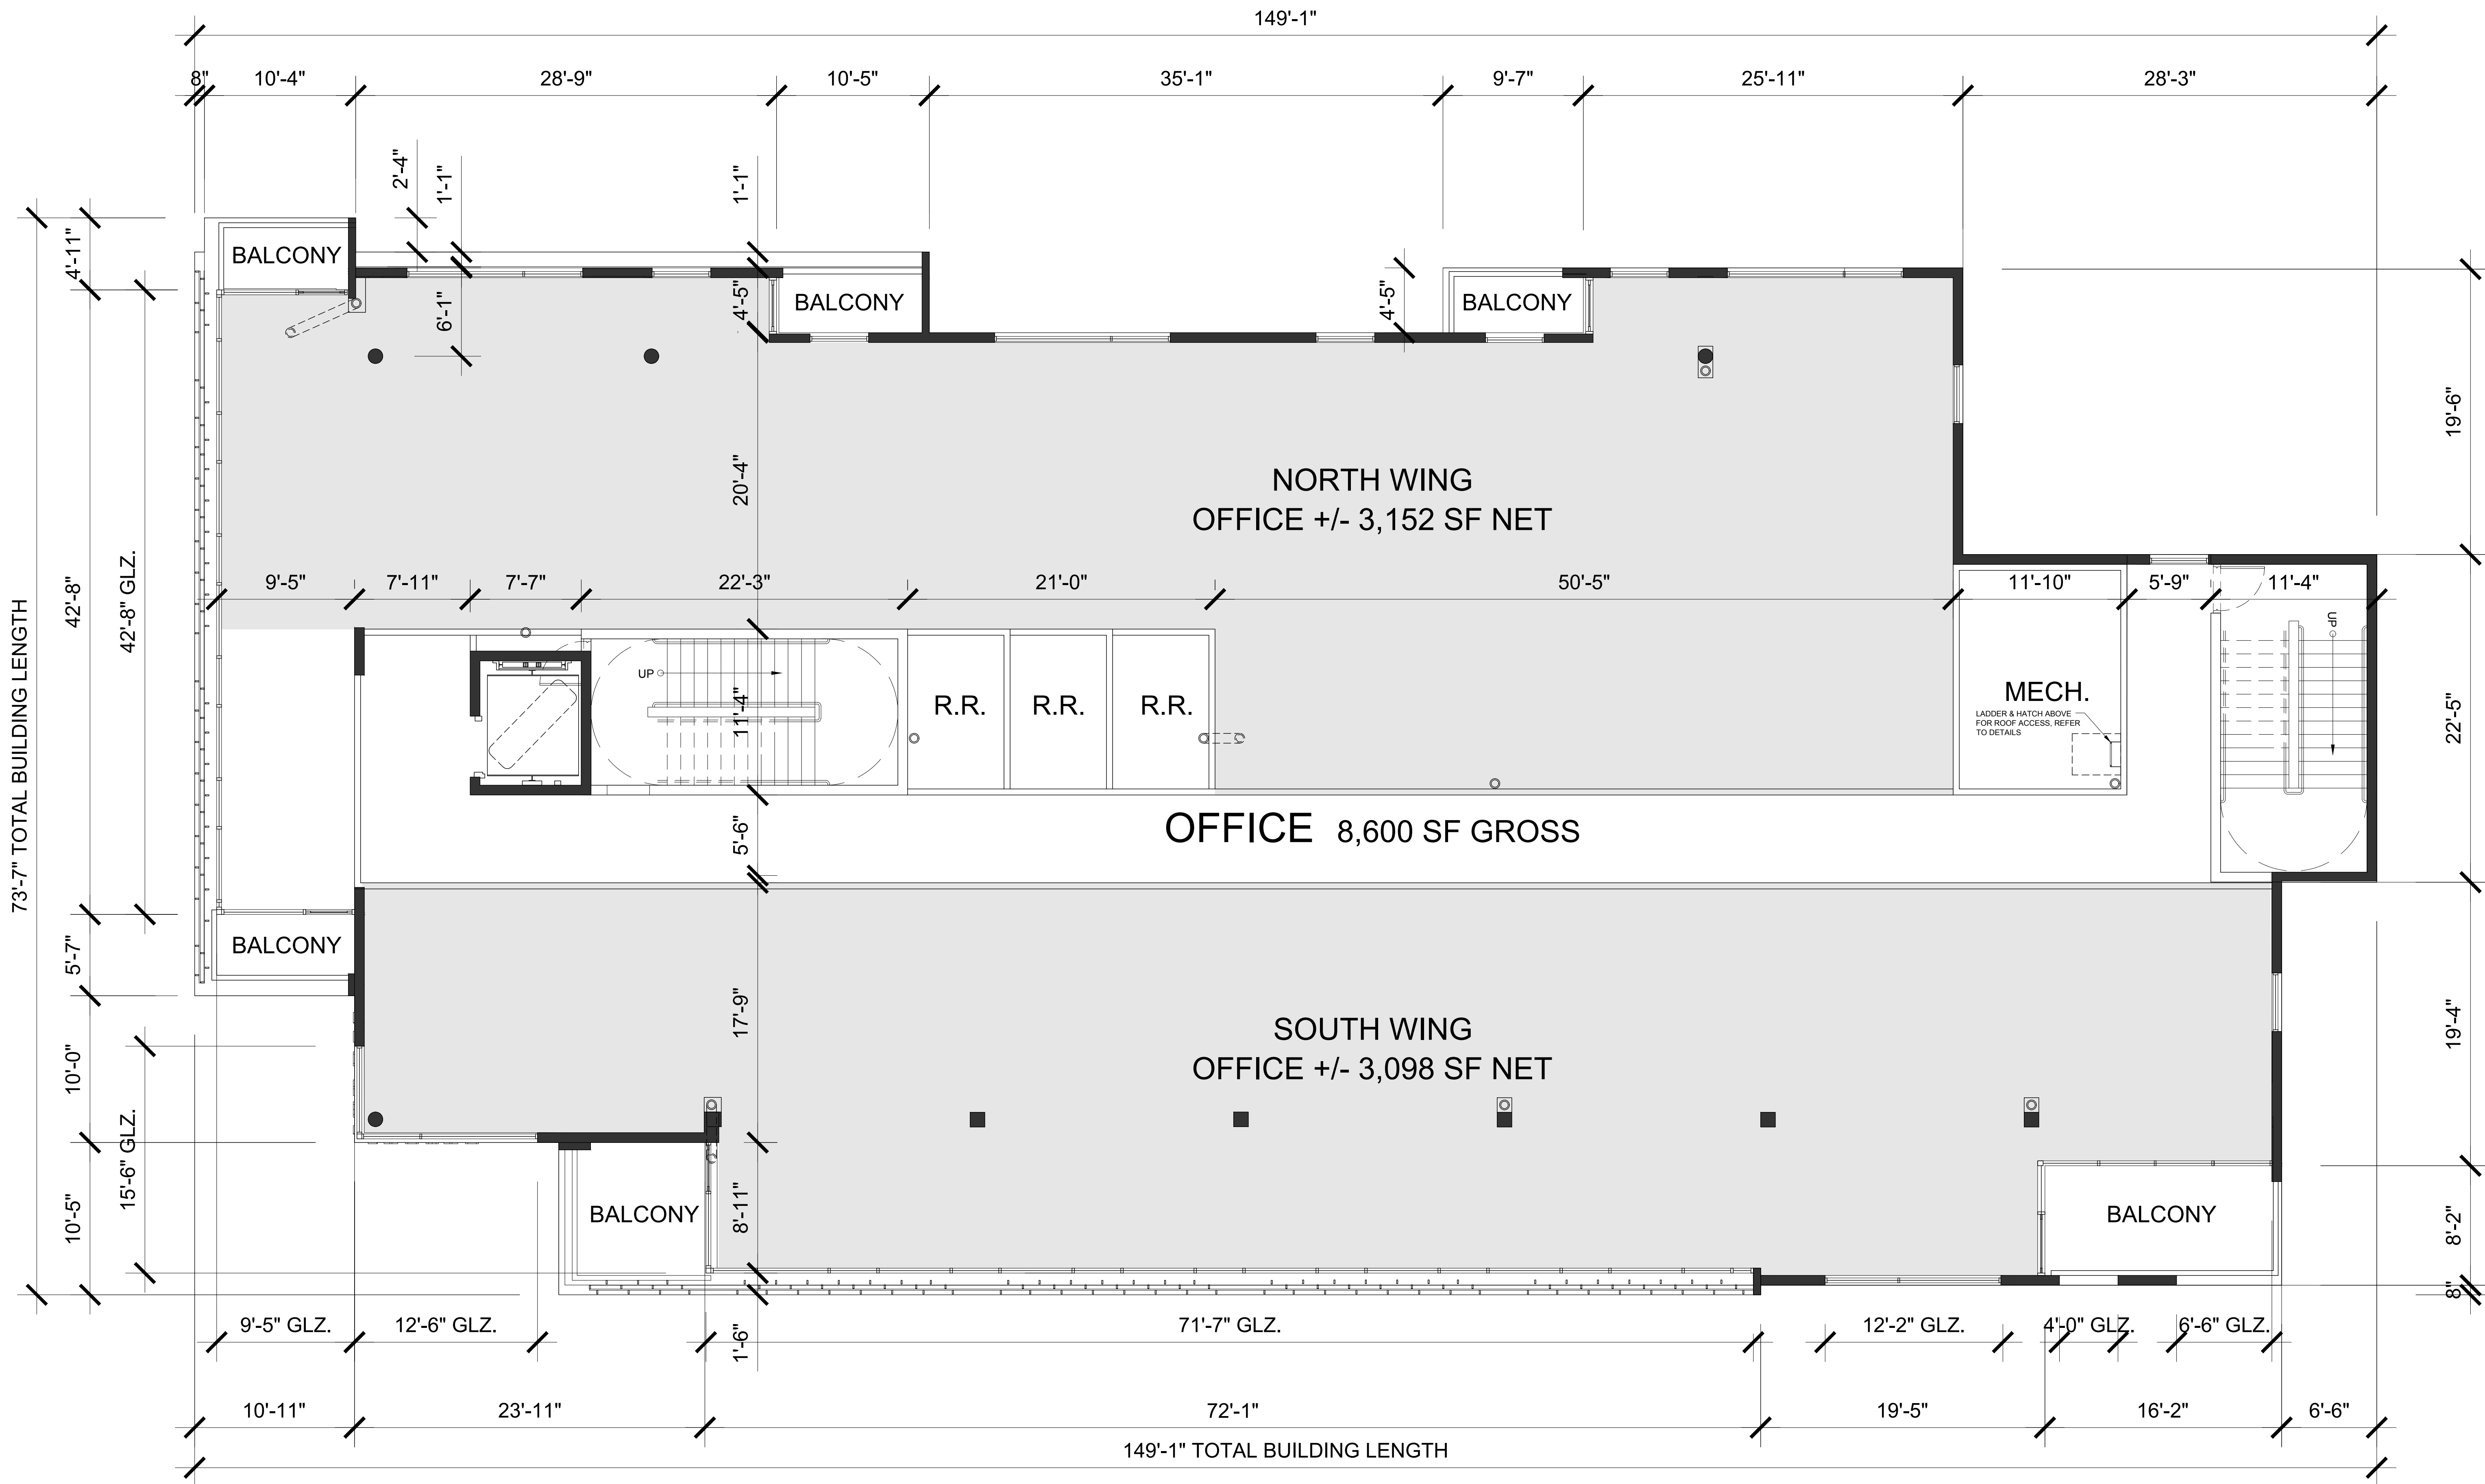 149'-1"
8"
10'-4"
28'-9"
10'-5"
35'-1"
9'-7"
25'-11"
28'-3"
2'-4"
1'-1"
1'-1"
4'-11"
BALCONY
BALCONY
BALCONY
4'-5"
4'-5"
6'-1"
19'-6"
20'-4"
NORTH WING
OFFICE +/- 3,152 SF NET
73'-7" TOTAL BUILDING LENGTH
42'-8"
42'-8" GLZ.
9'-5"
7'-11"
7'-7"
22'-3"
21'-0"
50'-5"
11'-10"
5'-9"
11'-4"
UP
UP
11'-4"
R.R.
R.R.
R.R.
MECH.
LADDER & HATCH ABOVE
FOR ROOF ACCESS, REFER
TO DETAILS
22'-5"
OFFICE 8,600 SF GROSS
5'-6"
BALCONY
5'-7"
17'-9"
SOUTH WING
OFFICE +/- 3,098 SF NET
19'-4"
10'-0"
15'-6" GLZ.
10'-5"
BALCONY
8'-11"
BALCONY
8'-2"
8"
9'-5" GLZ.
12'-6" GLZ.
1'-6"
71'-7" GLZ.
12'-2" GLZ.
4'-0" GLZ.
6'-6" GLZ.
10'-11"
23'-11"
72'-1"
19'-5"
16'-2"
6'-6"
149'-1" TOTAL BUILDING LENGTH